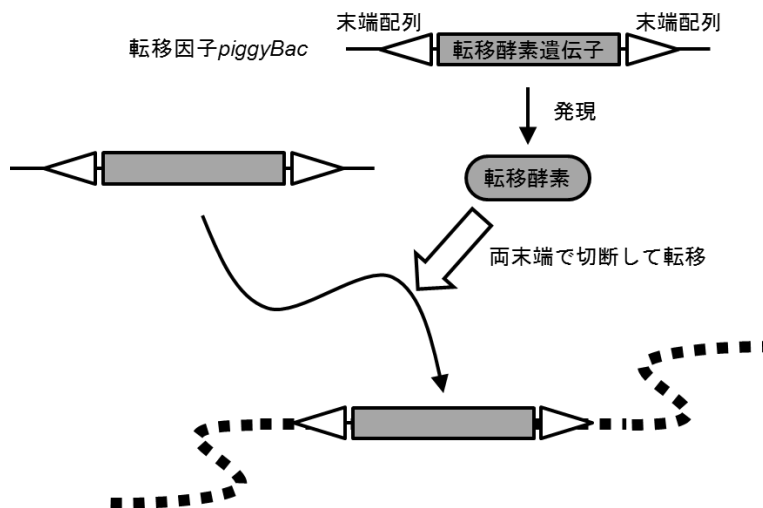 末端配列 末端配列
転移因子piggyBac
転移酵素遺伝子
発現
転移酵素
両末端で切断して転移